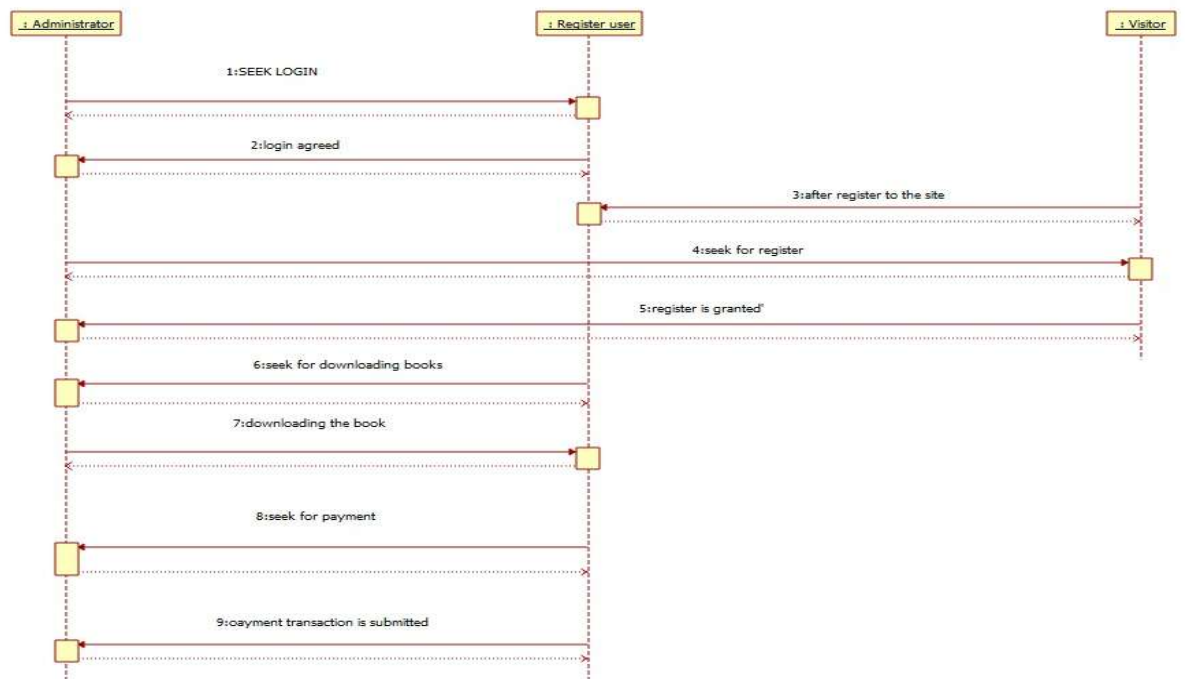 : Administrator
: Register user
: Visitor
1:SEEK LOGIN
2:login agreed
3:after register to the site
4:seek for register
5:register is granted'
6:seek for downloading books
7:downloading the book
8:seek for payment
9:oayment transaction is submitted